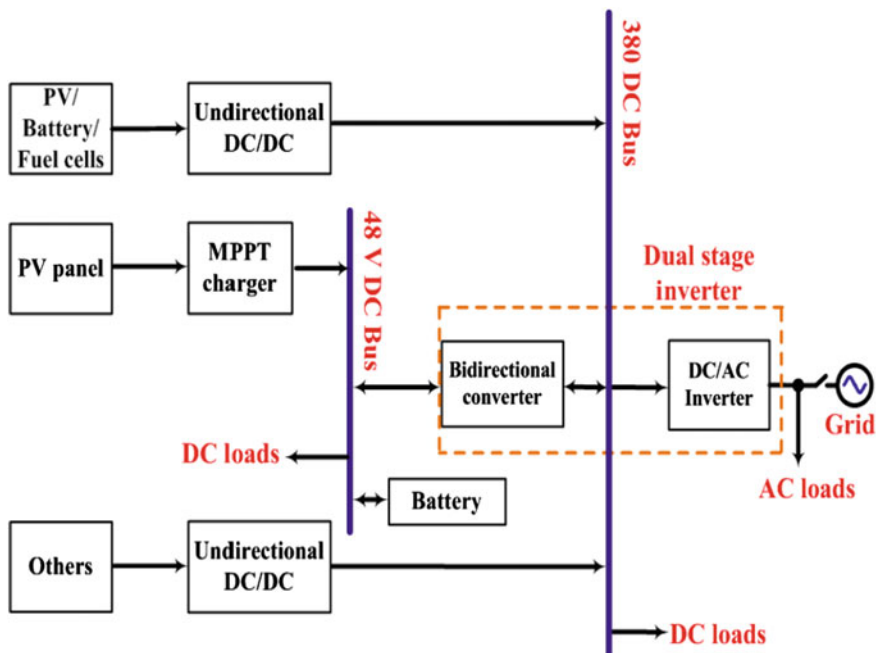 PV/
Battery/
Fuel cells
Undirectional
DC/DC
380 DC Bus
PV panel
MPPT
charger
48 V DC Bus
Dual stage
inverter
Bidirectional
converter
DC/AC
Inverter
Grid
DC loads
AC loads
Battery
Others
Undirectional
DC/DC
DC loads